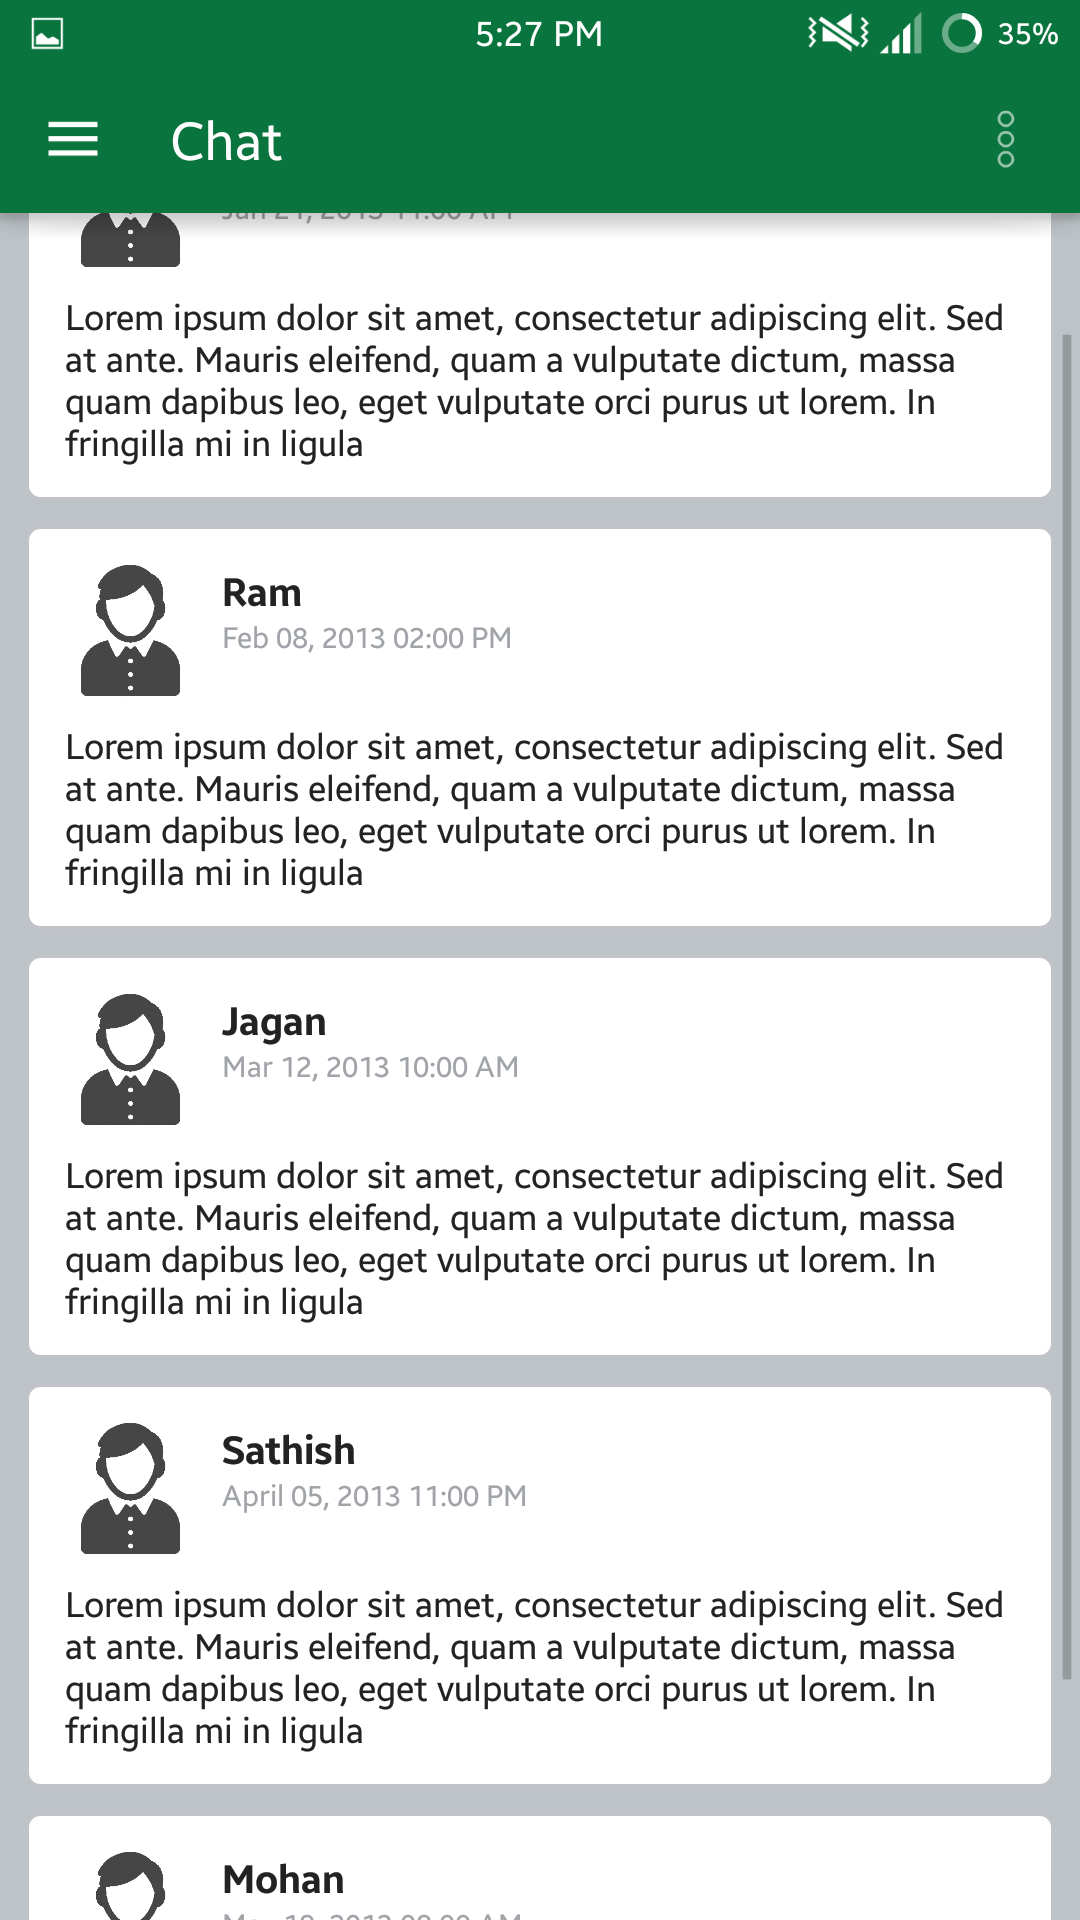 5:27 PM
35%
Chat
Lorem ipsum dolor sit amet, consectetur adipiscing elit. Sed
at ante. Mauris eleifend, quam a vulputate dictum, massa
quam dapibus leo, eget vulputate orci purus ut lorem. In
fringilla mi in ligula
Ram
Feb 08, 2013 02:00 PM
Lorem ipsum dolor sit amet, consectetur adipiscing elit. Sed
at ante. Mauris eleifend, quam a vulputate dictum, massa
quam dapibus leo, eget vulputate orci purus ut lorem. In
fringilla mi in ligula
Jagan
Mar 12, 2013 10:00 AM
Lorem ipsum dolor sit amet, consectetur adipiscing elit. Sed
at ante. Mauris eleifend, quam a vulputate dictum, massa
quam dapibus leo, eget vulputate orci purus ut lorem. In
fringilla mi in ligula
Sathish
April 05, 2013 11:00 PM
Lorem ipsum dolor sit amet, consectetur adipiscing elit. Sed
at ante. Mauris eleifend, quam a vulputate dictum, massa
quam dapibus leo, eget vulputate orci purus ut lorem. In
fringilla mi in ligula
Mohan